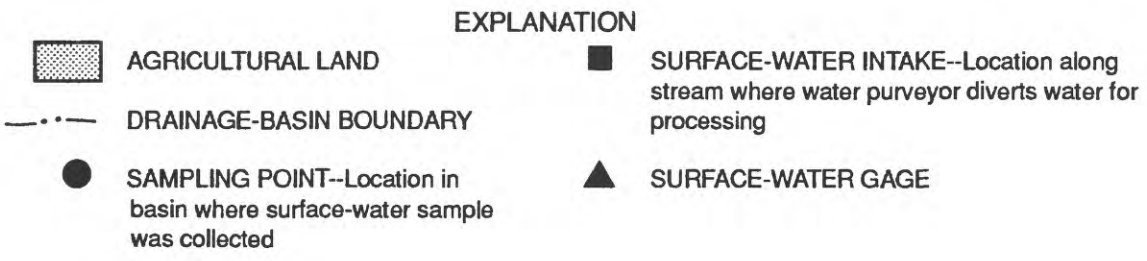 EXPLANATION
AGRICULTURAL LAND
DRAINAGE-BASIN BOUNDARY
SAMPLING POINT--Location in
basin where surface-water sample
was collected
SURFACE-WATER INTAKE--Location along
stream where water purveyor diverts water for
processing
SURFACE-WATER GAGE